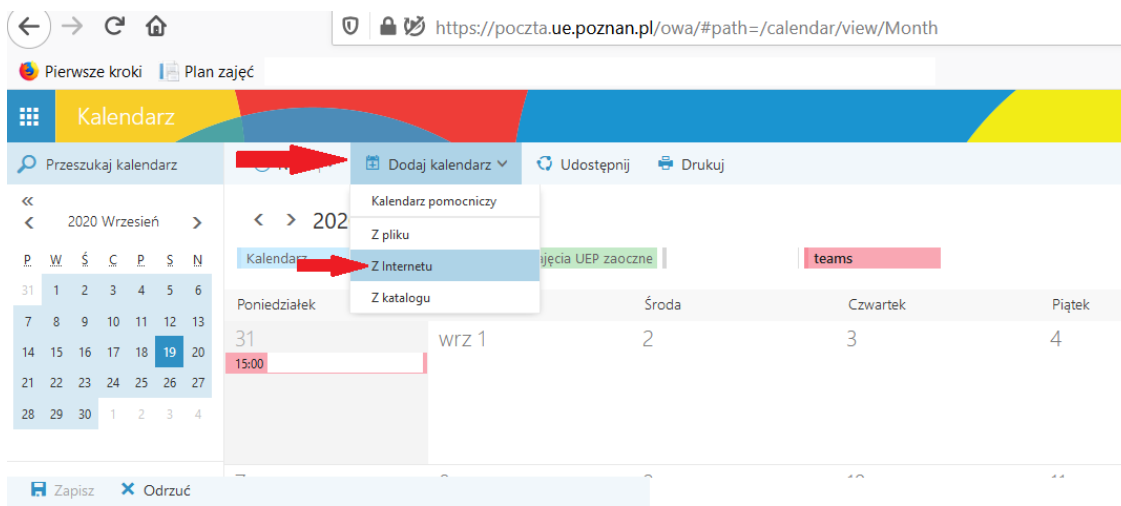 https://poczta.ue.poznan.pl/owa/#path=/calendar/view/Month
Pierwsze kroki Plan zajęć
Kalendarz
Przeszukaj kalendarz Dodaj kalendarz Udostępnij Drukuj
Kalendarz pomocniczy
Z pliku
Z Internetu
Z katalogu
2020 Wrzesień
P W Ś C P S N
31 1 2 3 4 5 6
7 8 9 10 11 12 13
14 15 16 17 18 19 20
21 22 23 24 25 26 27
28 29 30 1 2 3 4
202
Kalendarz UEP zaoczne teams
Poniedziałek Środa Czwartek Piątek
31 wrz 1 2 3 4
15:00
Zapisz Odrzuć